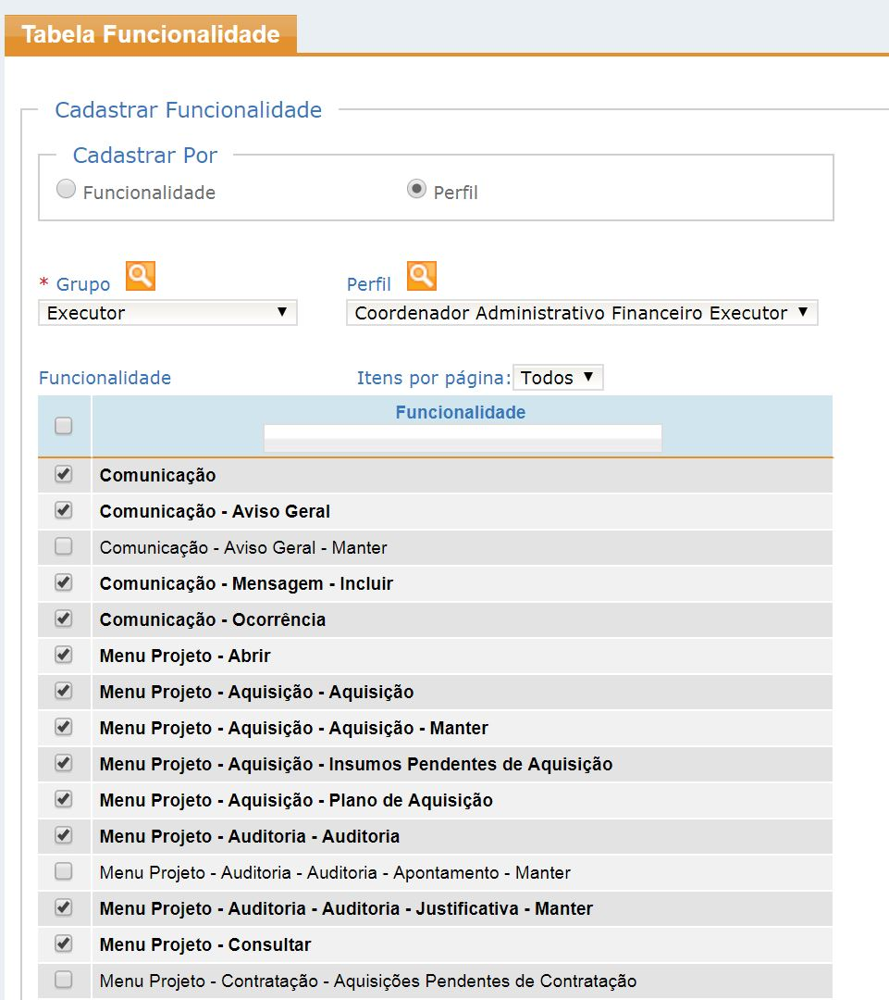 Tabela Funcionalidade
Cadastrar Funcionalidade
Cadastrar Por
Funcionalidade Perfil
* Grupo Perfil
Executor Coordenador Administrativo Financeiro Executor
Funcionalidade Itens por página: Todos
Funcionalidade
Comunicação
Comunicação - Aviso Geral
Comunicação - Aviso Geral - Manter
Comunicação - Mensagem - Incluir
Comunicação - Ocorrência
Menu Projeto - Abrir
Menu Projeto - Aquisição - Aquisição
Menu Projeto - Aquisição - Aquisição - Manter
Menu Projeto - Aquisição - Insumos Pendentes de Aquisição
Menu Projeto - Aquisição - Plano de Aquisição
Menu Projeto - Auditoria - Auditoria
Menu Projeto - Auditoria - Auditoria - Apontamento - Manter
Menu Projeto - Auditoria - Auditoria - Justificativa - Manter
Menu Projeto - Consultar
Menu Projeto - Contratação - Aquisições Pendentes de Contratação